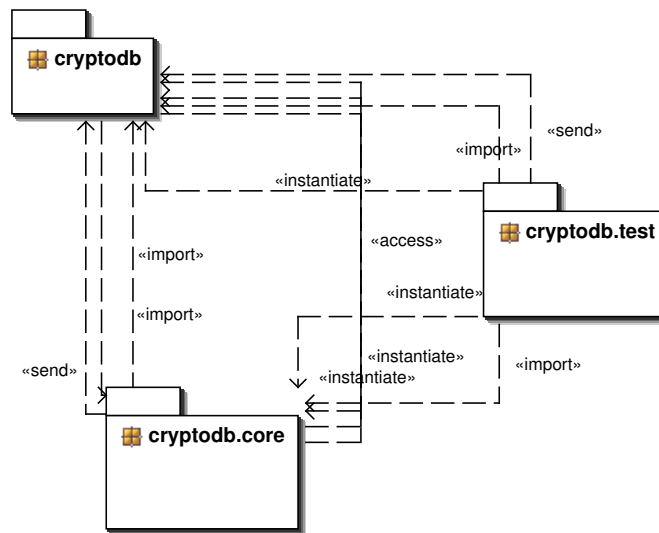 cryptodb
«send»
«import»
«instantiate»
cryptodb.test
«access»
«import»
«instantiate»
«import»
«instantiate»
«import»
«send»
«instantiate»
cryptodb.core